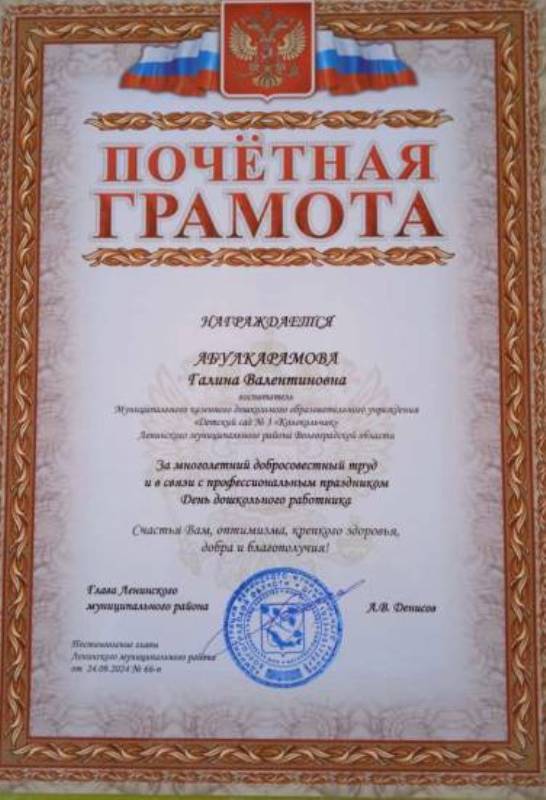 ПОЧЁТНАЯ
ГРАМОТА
НАГРАЖДАЕТСЯ
АБУЛКАРАМОВА
Галина Валентиновна
воспитатель
Муниципального казенного дошкольного образовательного учреждения
«Детский сад № 3 «Колокольчик»
Ленинского муниципального района Волгоградской области
За многолетний добросовестный труд
и в связи с профессиональным праздником
День дошкольного работника
Счастья Вам, оптимизма, крепкого здоровья,
добра и благополучия!
Глава Ленинского
муниципального района
А.В. Денисов
Постановление главы
Ленинского муниципального района
от 24.09.2024 № 66-п